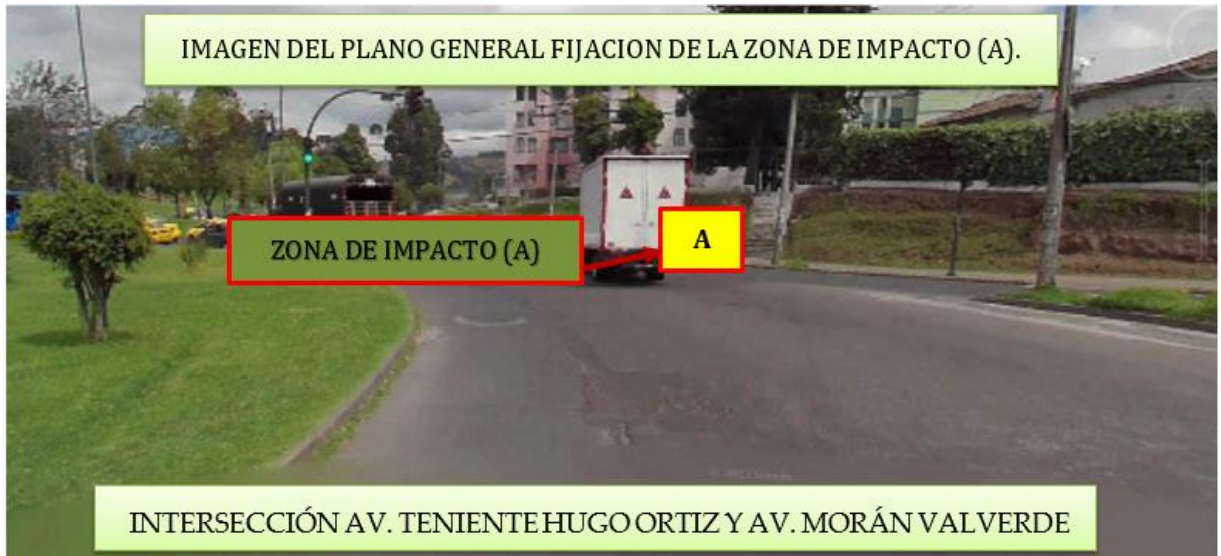 IMAGEN DEL PLANO GENERAL FIJACION DE LA ZONA DE IMPACTO (A).
ZONA DE IMPACTO (A)
A
INTERSECCIÓN AV. TENIENTE HUGO ORTIZ Y AV. MORÁN VALVERDE